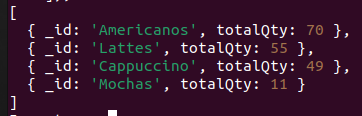 [
  { _id: 'Americanos', totalQty: 70 },
  { _id: 'Lattes', totalQty: 55 },
  { _id: 'Cappuccino', totalQty: 49 },
  { _id: 'Mochas', totalQty: 11 }
]